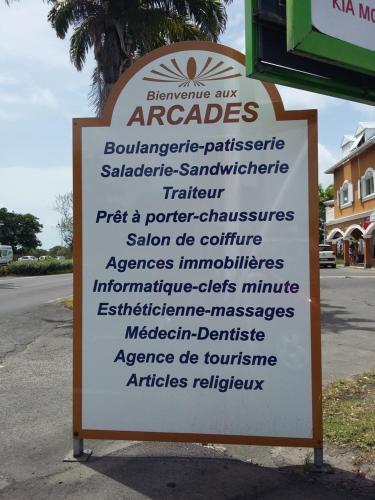 Bienvenue aux
ARCADES
Boulangerie-patisserie
Saladerie-Sandwicherie
Traiteur
Prêt à porter-chaussures
Salon de coiffure
Agences immobilières
Informatique-clefs minute
Esthéticienne-massages
Médecin-Dentiste
Agence de tourisme
Articles religieux
KIA MO